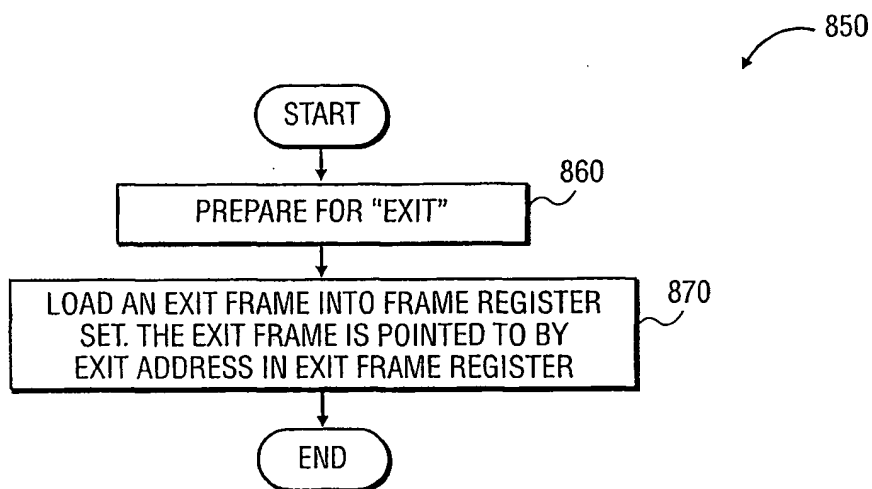 850
START
860
PREPARE FOR “EXIT”
870
LOAD AN EXIT FRAME INTO FRAME REGISTER
SET. THE EXIT FRAME IS POINTED TO BY
EXIT ADDRESS IN EXIT FRAME REGISTER
END